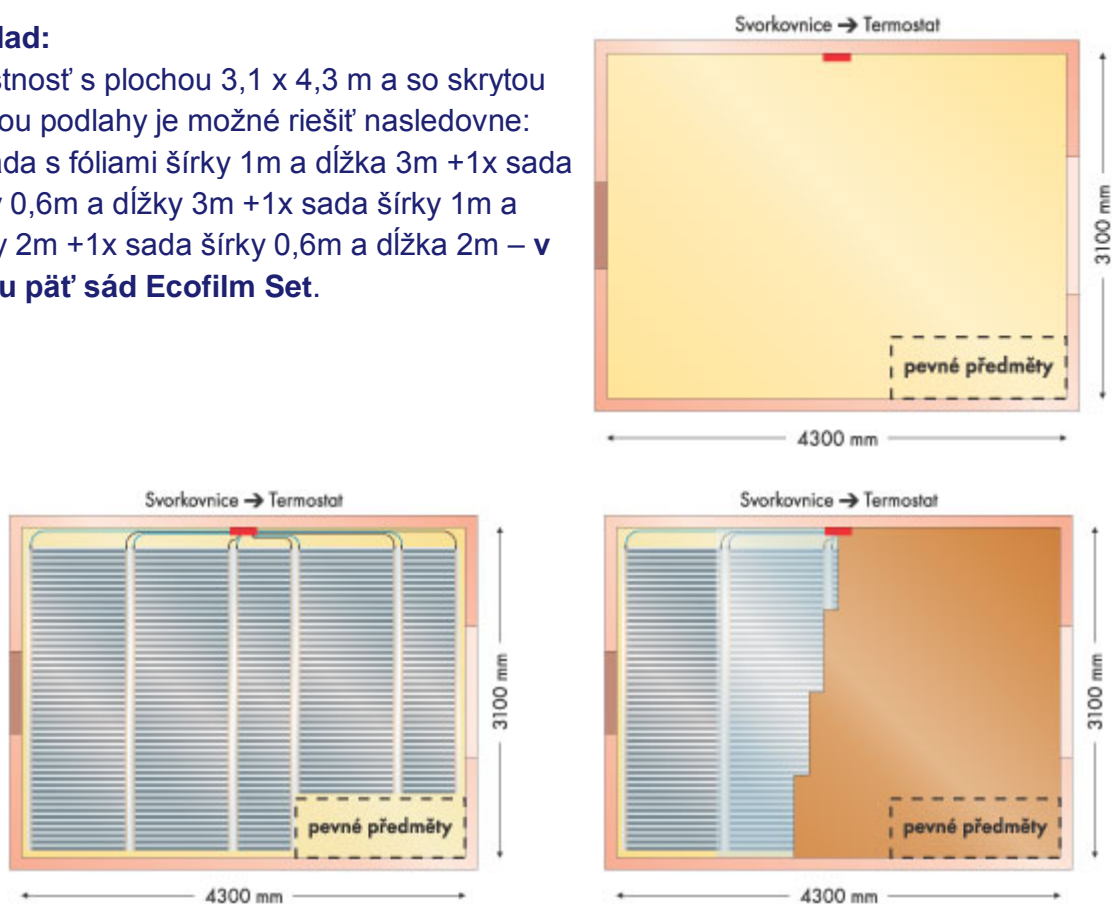 lad:
stnosť s plochou 3,1 x 4,3 m a so skrytou
ou podlahy je možné riešiť nasledovne:
ada s fóliami šírky 1m a dĺžka 3m +1x sada
y 0,6m a dĺžky 3m +1x sada šírky 1m a
y 2m +1x sada šírky 0,6m a dĺžka 2m – v
u päť sád Ecofilm Set.
Svorkovnice → Termostat
pevné předměty
3100 mm
4300 mm
Svorkovnice → Termostat
pevné předměty
3100 mm
4300 mm
Svorkovnice → Termostat
pevné předměty
3100 mm
4300 mm